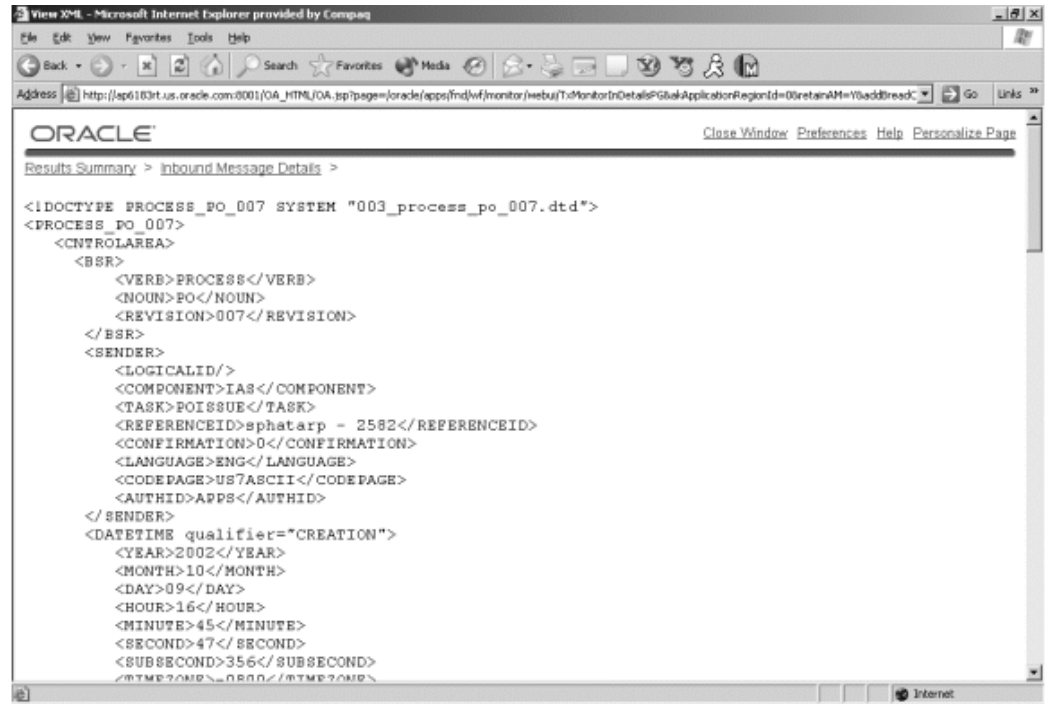 View XML - Microsoft Internet Explorer provided by Compaq
File Edit View Favorites Tools Help
Back Search Favorites Media
Address http://ap6183rt.us.oracle.com:8001/OA_HTML/OA.jsp?page=/oracle/apps/fnd/wf/monitor/webui/TxMonitorInDetailsPG&akApplicationRegionId=0&retainAM=Y&addBreadC Go Links »
ORACLE Close Window Preferences Help Personalize Page
Results Summary > Inbound Message Details >
<!DOCTYPE PROCESS_PO_007 SYSTEM "003_process_po_007.dtd">
<PROCESS_PO_007>
<CNTROLAREA>
<BSR>
<VERB>PROCESS</VERB>
<NOUN>PO</NOUN>
<REVISION>007</REVISION>
</BSR>
<SENDER>
<LOGICALID/>
<COMPONENT>IAS</COMPONENT>
<TASK>POISSUE</TASK>
<REFERENCEID>sphatarp - 2582</REFERENCEID>
<CONFIRMATION>0</CONFIRMATION>
<LANGUAGE>ENG</LANGUAGE>
<CODEPAGE>US7ASCII</CODEPAGE>
<AUTHID>APPS</AUTHID>
</SENDER>
<DATETIME qualifier="CREATION">
<YEAR>2002</YEAR>
<MONTH>10</MONTH>
<DAY>09</DAY>
<HOUR>16</HOUR>
<MINUTE>45</MINUTE>
<SECOND>47</SECOND>
<SUBSECOND>356</SUBSECOND>
<TIMEZONE>-0800</TIMEZONE>
Internet